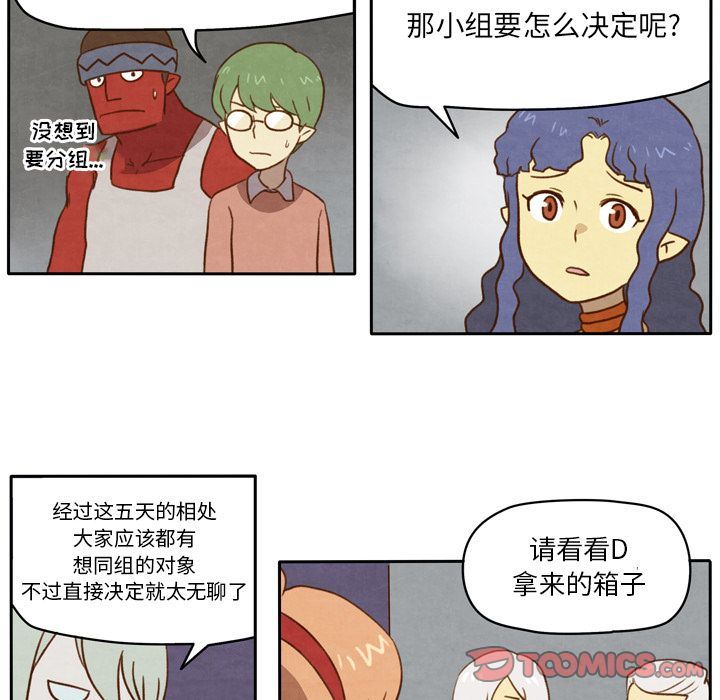 没想到
要分组...
那小组要怎么决定呢?
经过这五天的相处
大家应该都有
想同组的对象
不过直接决定就太无聊了
请看看D
拿来的箱子
DTOOMICS.COM